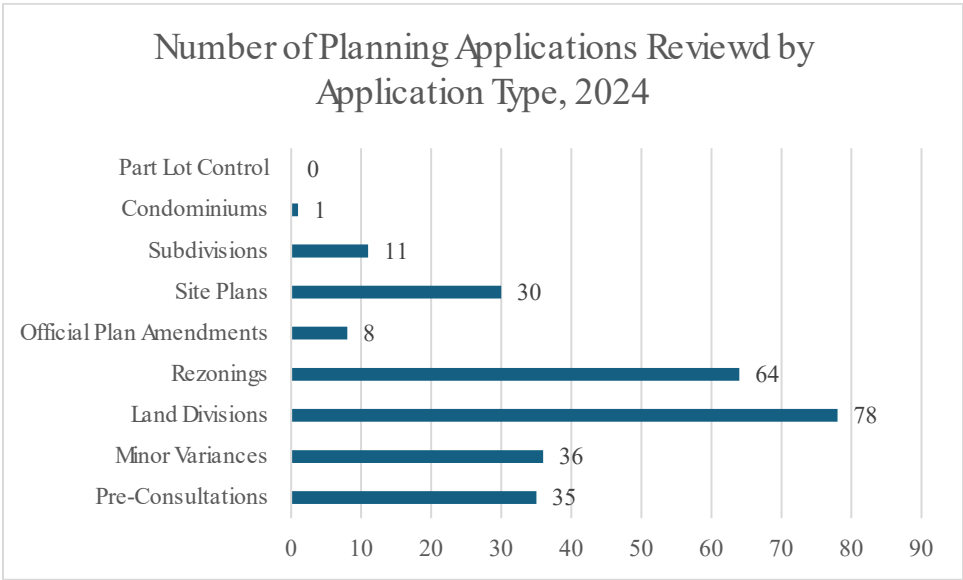 Number of Planning Applications Reviewd by
Application Type, 2024
Part Lot Control 0
Condominiums 1
Subdivisions 11
Site Plans 30
Official Plan Amendments 8
Rezonings 64
Land Divisions 78
Minor Variances 36
Pre-Consultations 35
0 10 20 30 40 50 60 70 80 90